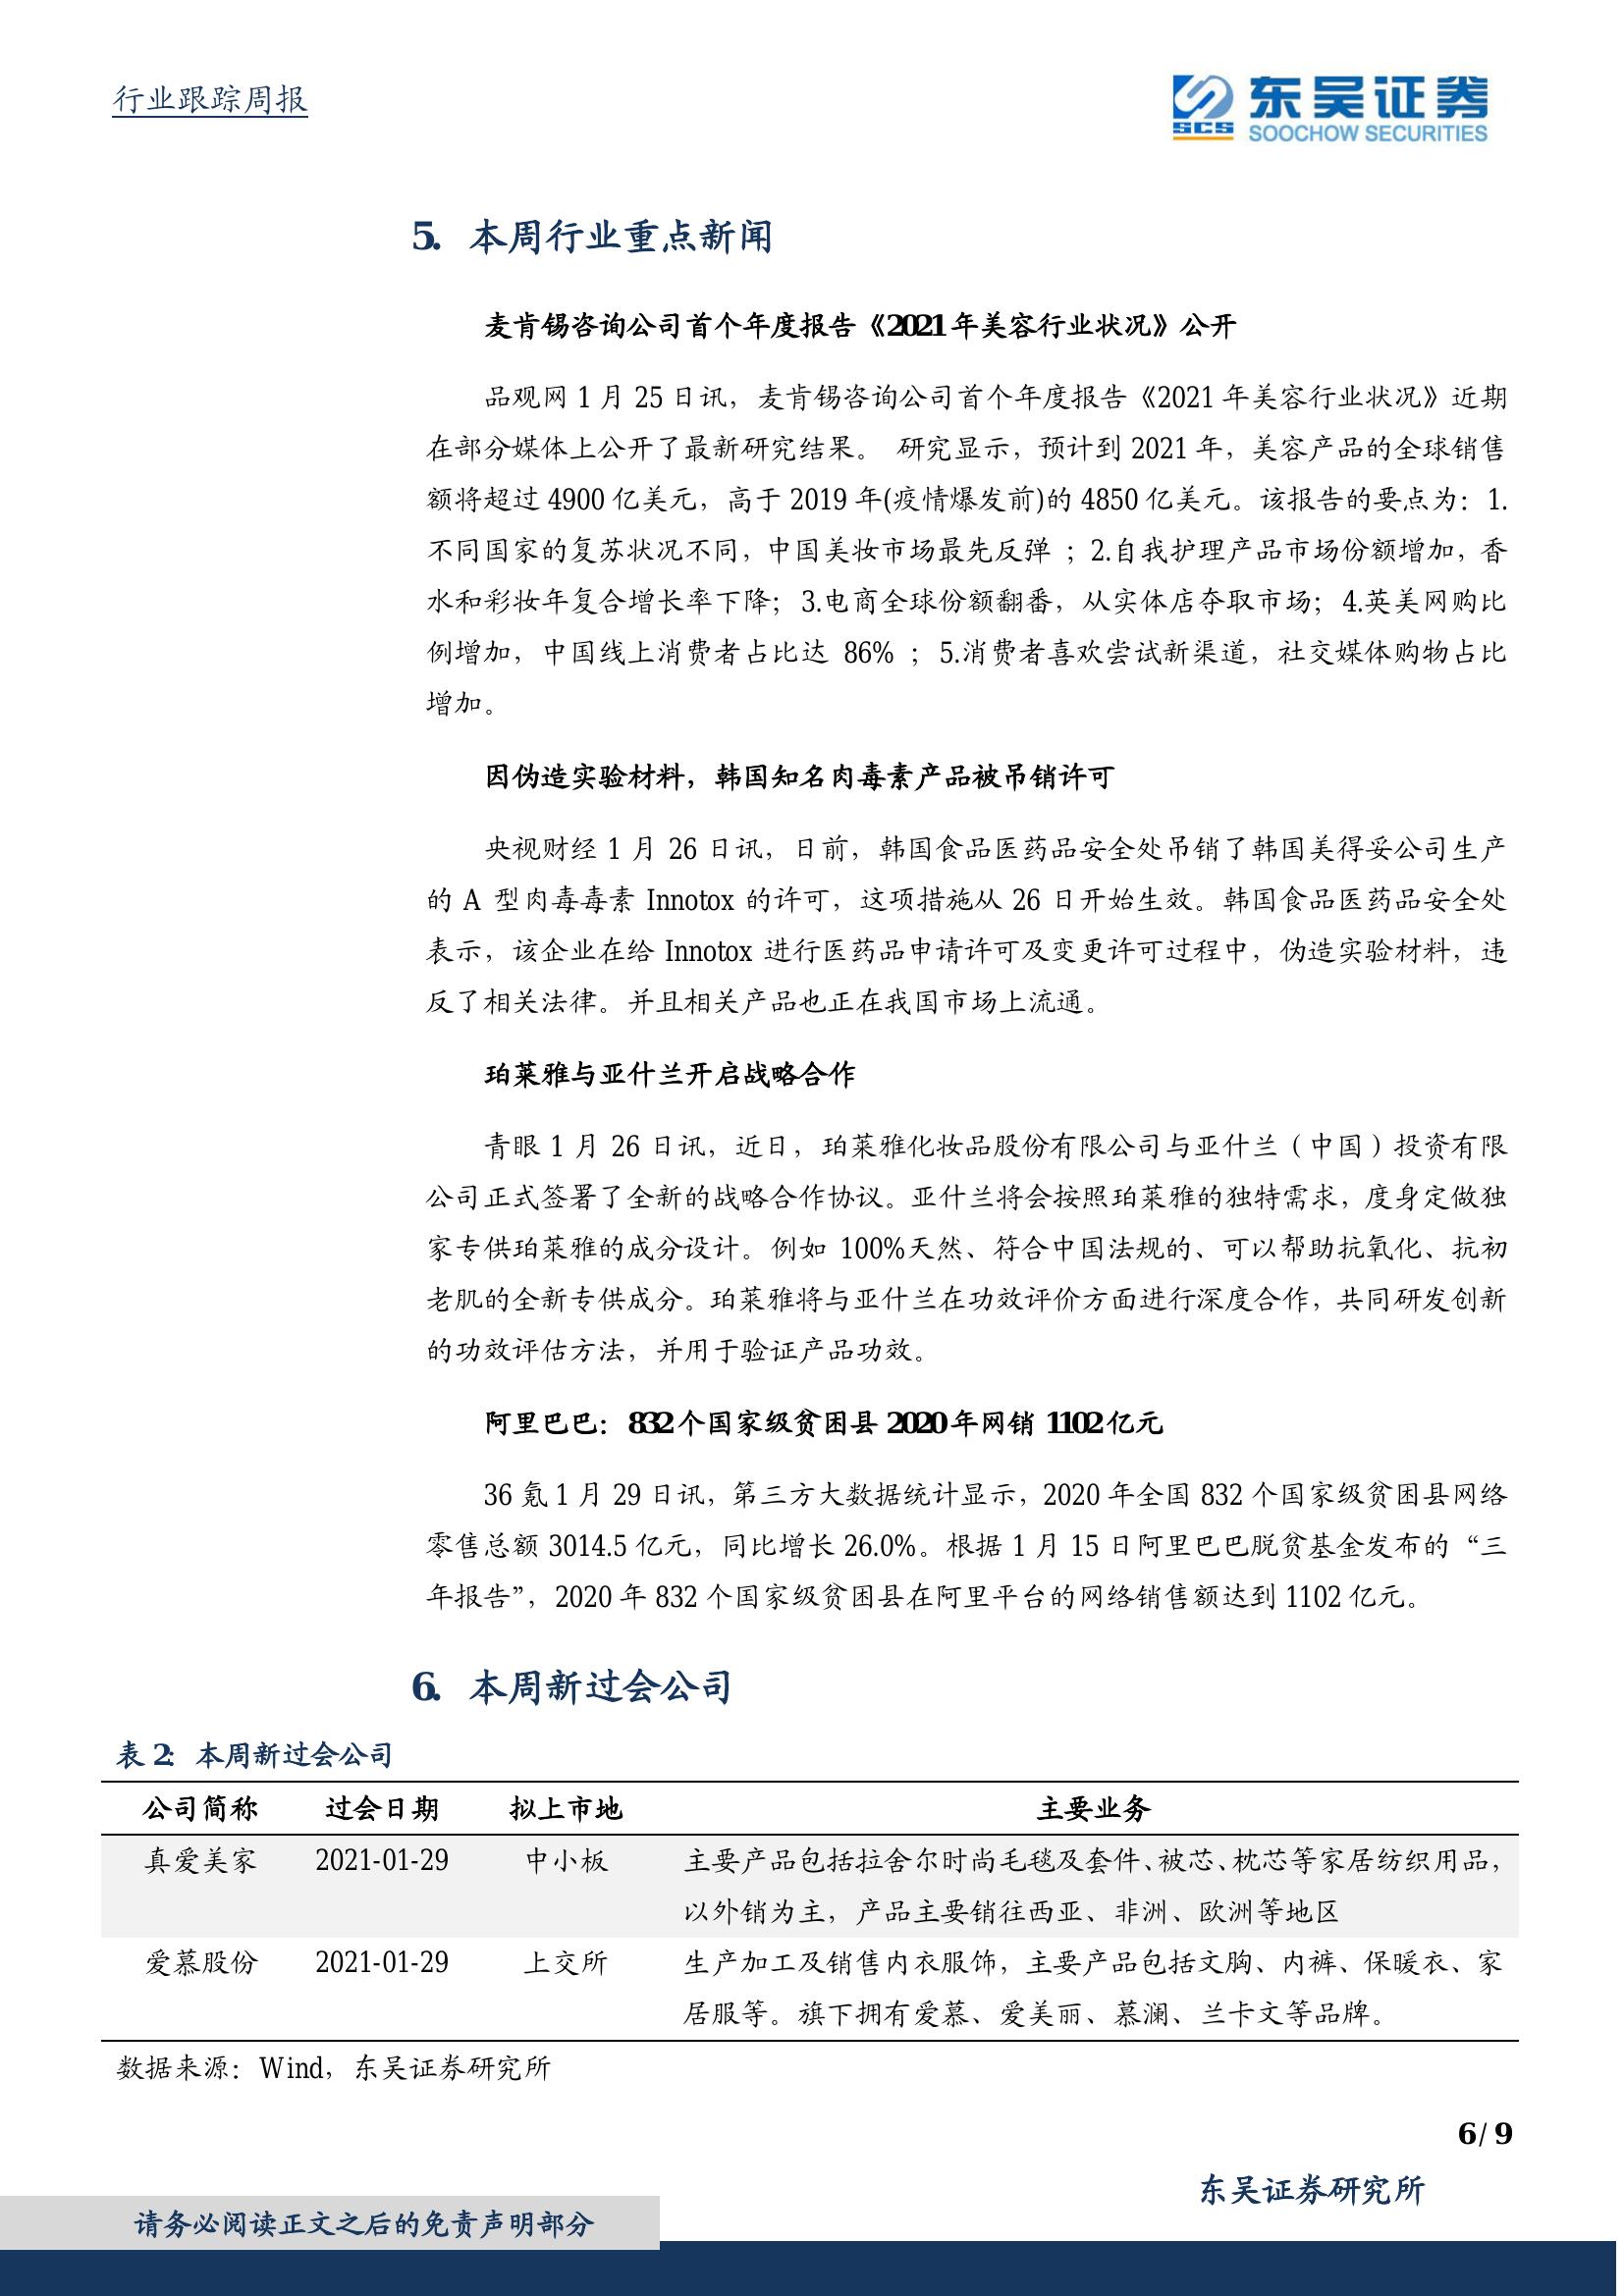 行业跟踪周报
SCS
东吴证券
SOOCHOW SECURITIES
5. 本周行业重点新闻
麦肯锡咨询公司首个年度报告《2021 年美容行业状况》公开
品观网 1 月 25 日讯，麦肯锡咨询公司首个年度报告《2021 年美容行业状况》近期
在部分媒体上公开了最新研究结果。 研究显示，预计到 2021 年，美容产品的全球销售
额将超过 4900 亿美元，高于 2019 年(疫情爆发前)的 4850 亿美元。该报告的要点为：1.
不同国家的复苏状况不同，中国美妆市场最先反弹 ；2.自我护理产品市场份额增加，香
水和彩妆年复合增长率下降；3.电商全球份额翻番，从实体店夺取市场；4.英美网购比
例增加，中国线上消费者占比达 86% ；5.消费者喜欢尝试新渠道，社交媒体购物占比
增加。
因伪造实验材料，韩国知名肉毒素产品被吊销许可
央视财经 1 月 26 日讯，日前，韩国食品医药品安全处吊销了韩国美得妥公司生产
的 A 型肉毒毒素 Innotox 的许可，这项措施从 26 日开始生效。韩国食品医药品安全处
表示，该企业在给 Innotox 进行医药品申请许可及变更许可过程中，伪造实验材料，违
反了相关法律。并且相关产品也正在我国市场上流通。
珀莱雅与亚什兰开启战略合作
青眼 1 月 26 日讯，近日，珀莱雅化妆品股份有限公司与亚什兰（中国）投资有限
公司正式签署了全新的战略合作协议。亚什兰将会按照珀莱雅的独特需求，度身定做独
家专供珀莱雅的成分设计。例如 100%天然、符合中国法规的、可以帮助抗氧化、抗初
老肌的全新专供成分。珀莱雅将与亚什兰在功效评价方面进行深度合作，共同研发创新
的功效评估方法，并用于验证产品功效。
阿里巴巴：832 个国家级贫困县 2020 年网销 1102 亿元
36 氪 1 月 29 日讯，第三方大数据统计显示，2020 年全国 832 个国家级贫困县网络
零售总额 3014.5 亿元，同比增长 26.0%。根据 1 月 15 日阿里巴巴脱贫基金发布的“三
年报告”，2020 年 832 个国家级贫困县在阿里平台的网络销售额达到 1102 亿元。
6. 本周新过会公司
表 2：本周新过会公司
公司简称 过会日期 拟上市地 主要业务
真爱美家 2021-01-29 中小板 主要产品包括拉舍尔时尚毛毯及套件、被芯、枕芯等家居纺织用品，
以外销为主，产品主要销往西亚、非洲、欧洲等地区
爱慕股份 2021-01-29 上交所 生产加工及销售内衣服饰，主要产品包括文胸、内裤、保暖衣、家
居服等。旗下拥有爱慕、爱美丽、慕澜、兰卡文等品牌。
数据来源：Wind，东吴证券研究所
6 / 9
东吴证券研究所
请务必阅读正文之后的免责声明部分